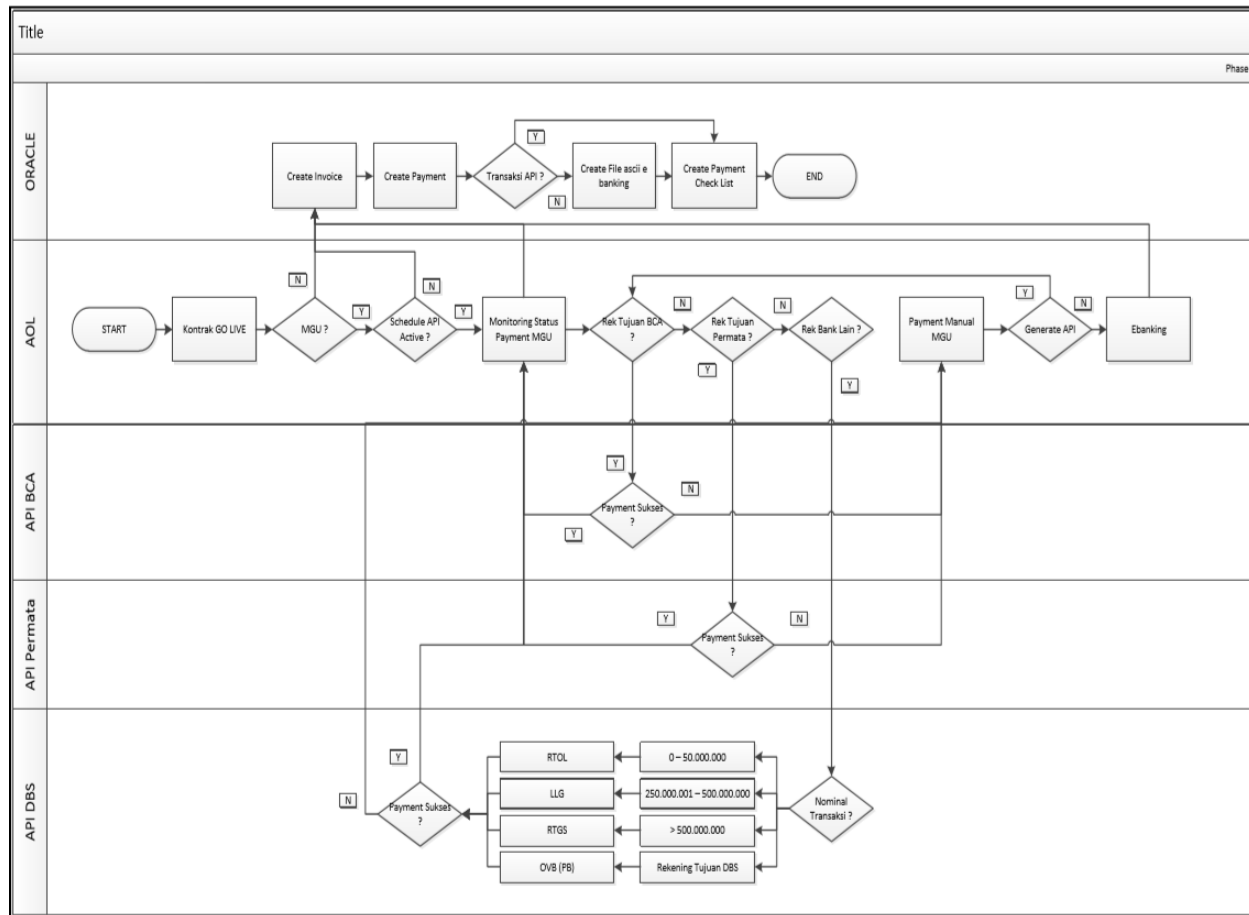 Title
Phase
ORACLE
Create Invoice
Create Payment
Transaksi API ?
Y
N
Create File ascii e
banking
Create Payment
Check List
END
AOL
START
Kontrak GO LIVE
MGU ?
N
Y
Schedule API
Active ?
N
Y
Monitoring Status
Payment MGU
Rek Tujuan BCA
?
N
Rek Tujuan
Permata ?
N
Y
Rek Bank Lain ?
Y
Payment Manual
MGU
Generate API
Y
N
Ebanking
API BCA
Y
Payment Sukses
?
N
Y
API Permata
Y
Payment Sukses
?
N
API DBS
Y
N
Payment Sukses
?
RTOL
0 – 50.000.000
LLG
250.000.001 – 500.000.000
RTGS
> 500.000.000
OVB (PB)
Rekening Tujuan DBS
Nominal
Transaksi ?